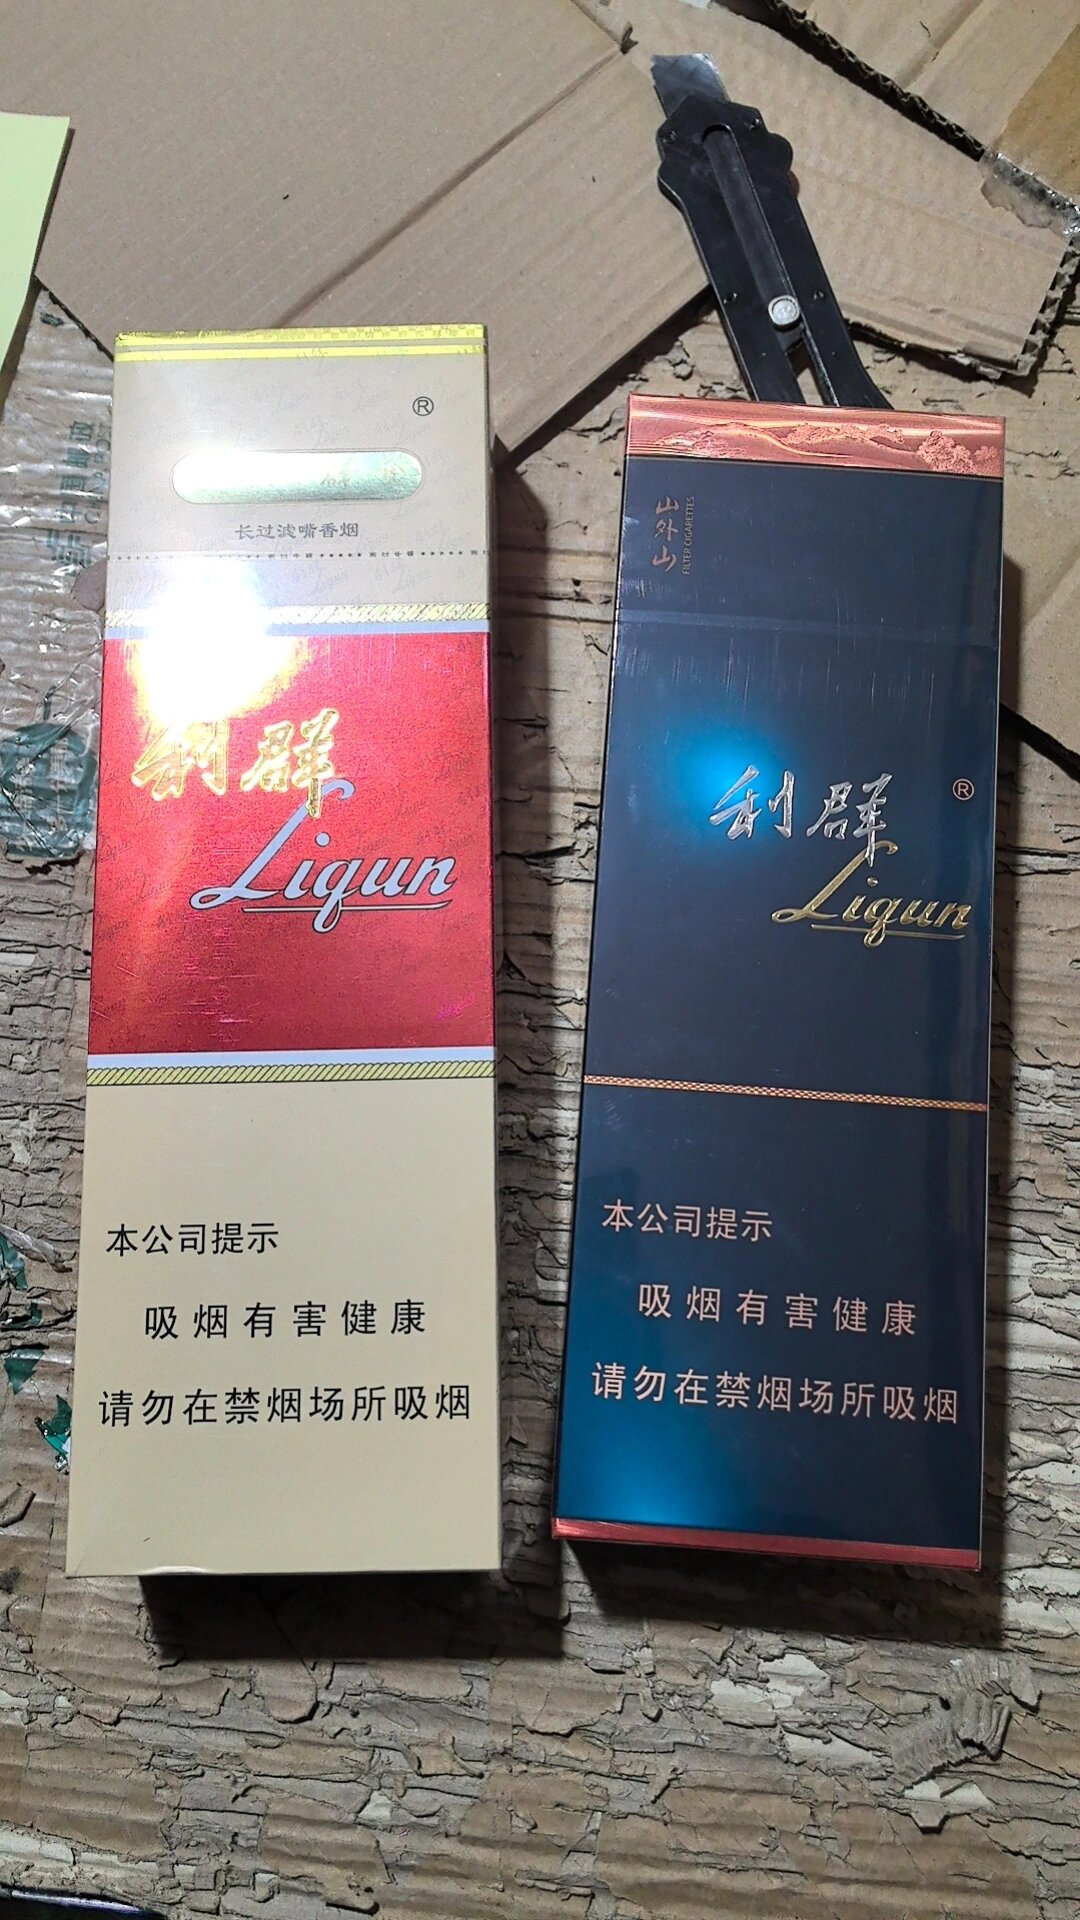 ®
长过滤嘴香烟
利群
Liqun
本公司提示
吸烟有害健康
请勿在禁烟场所吸烟
山外山
FILTER CIGARETTES
利群
®
Liqun
本公司提示
吸烟有害健康
请勿在禁烟场所吸烟